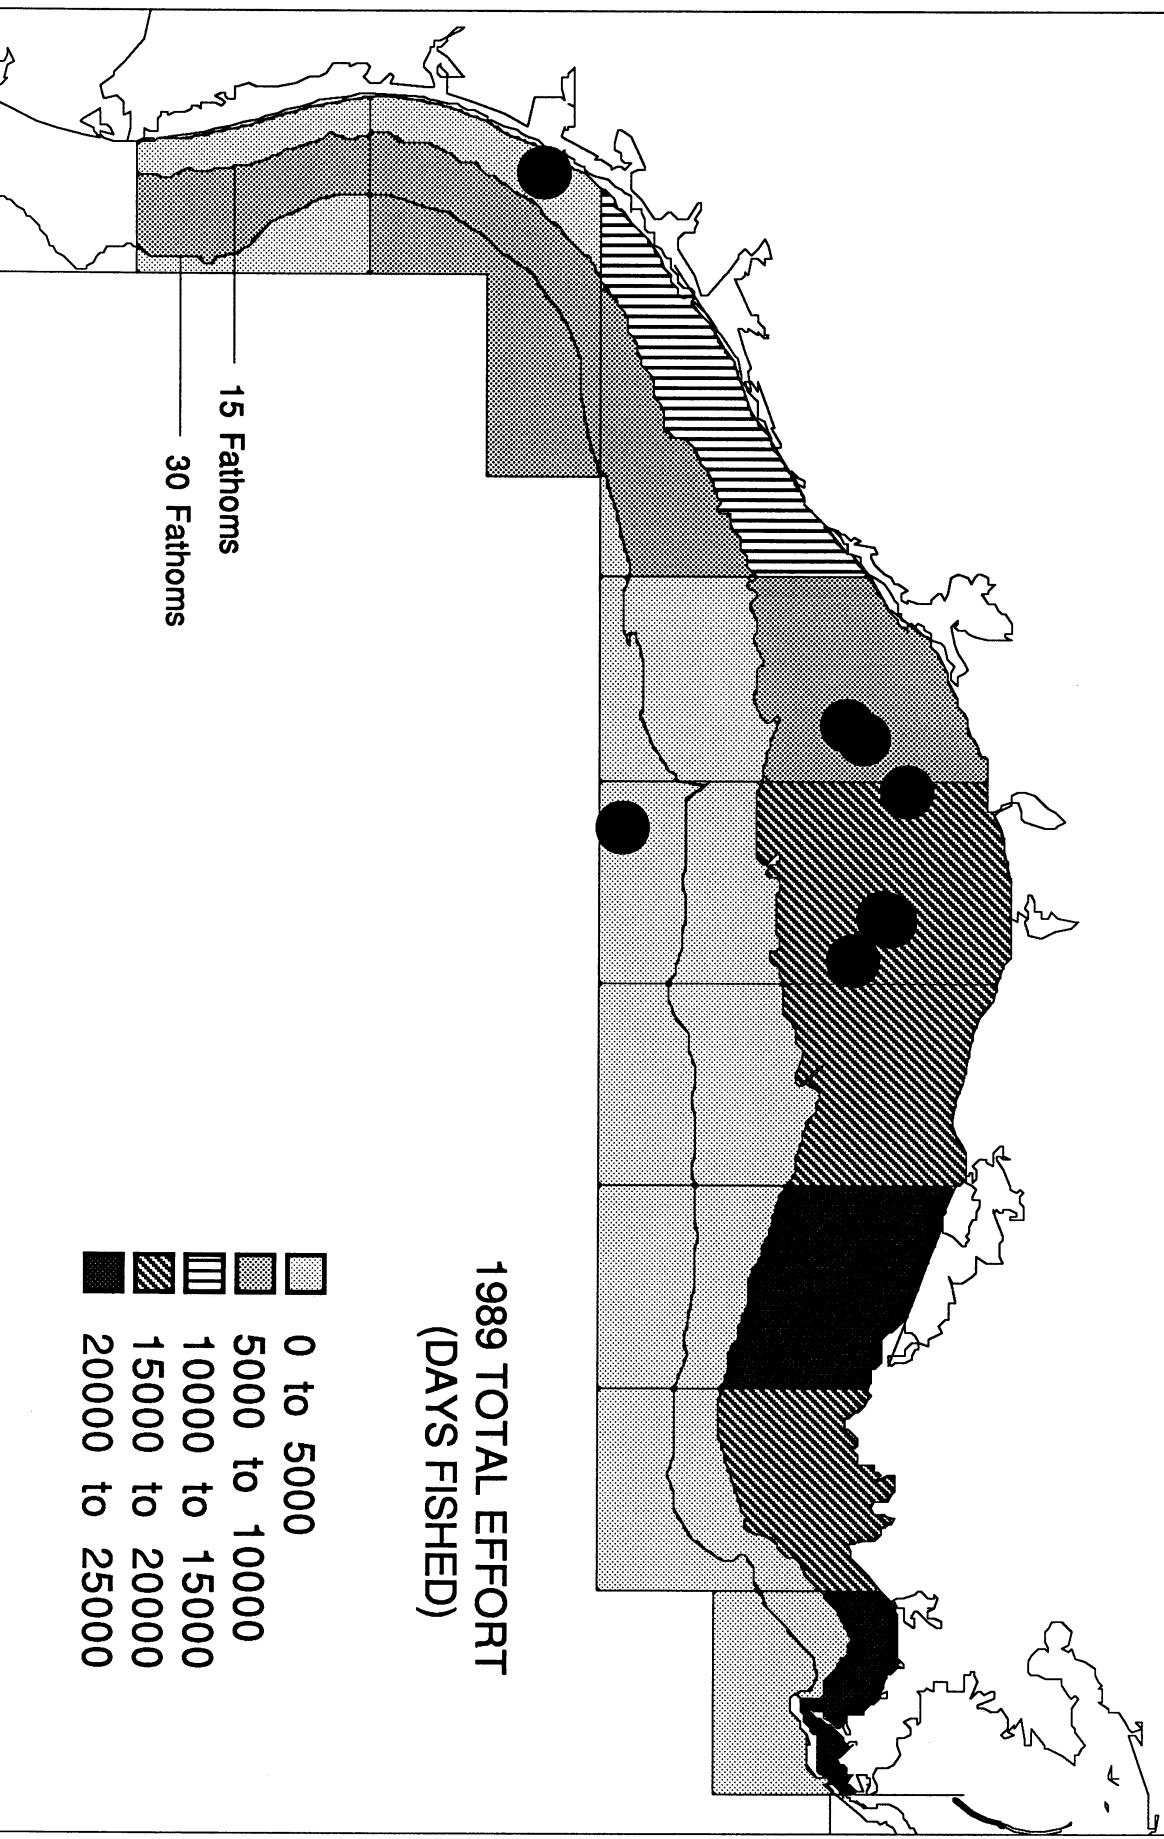 15 Fathoms
30 Fathoms
1989 TOTAL EFFORT
(DAYS FISHED)
0 to 5000
5000 to 10000
10000 to 15000
15000 to 20000
20000 to 25000